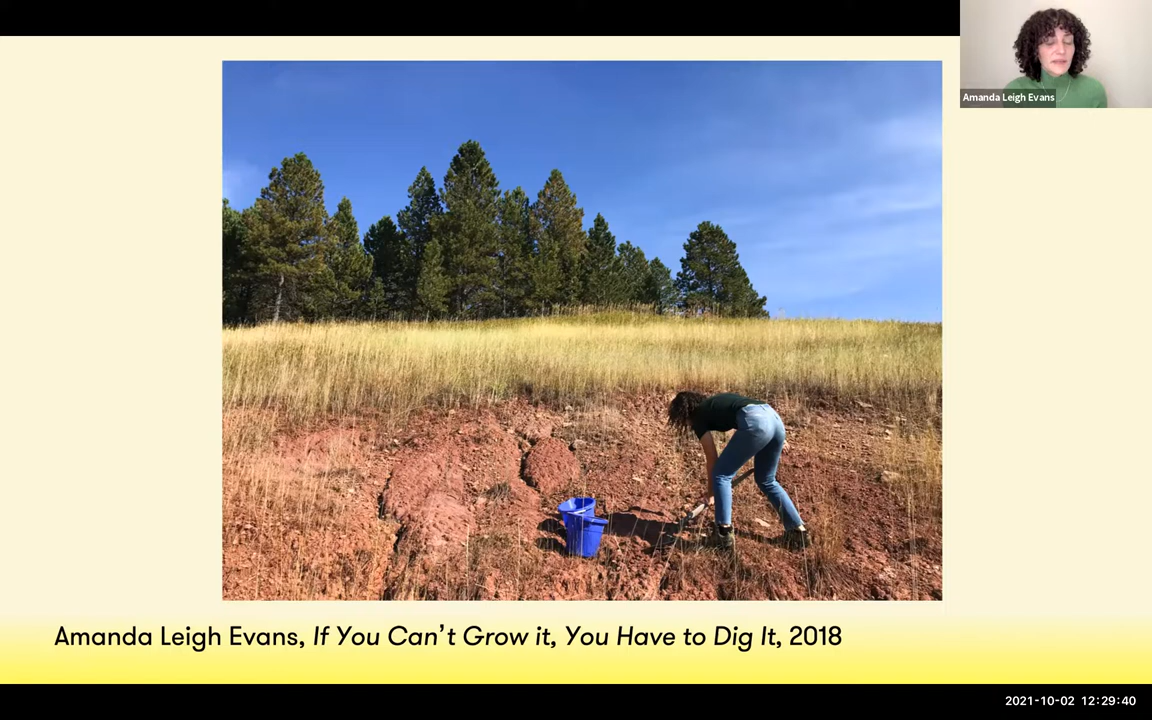 Amanda Leigh Evans
Amanda Leigh Evans, If You Can't Grow it, You Have to Dig It, 2018
2021-10-02 12:29:40